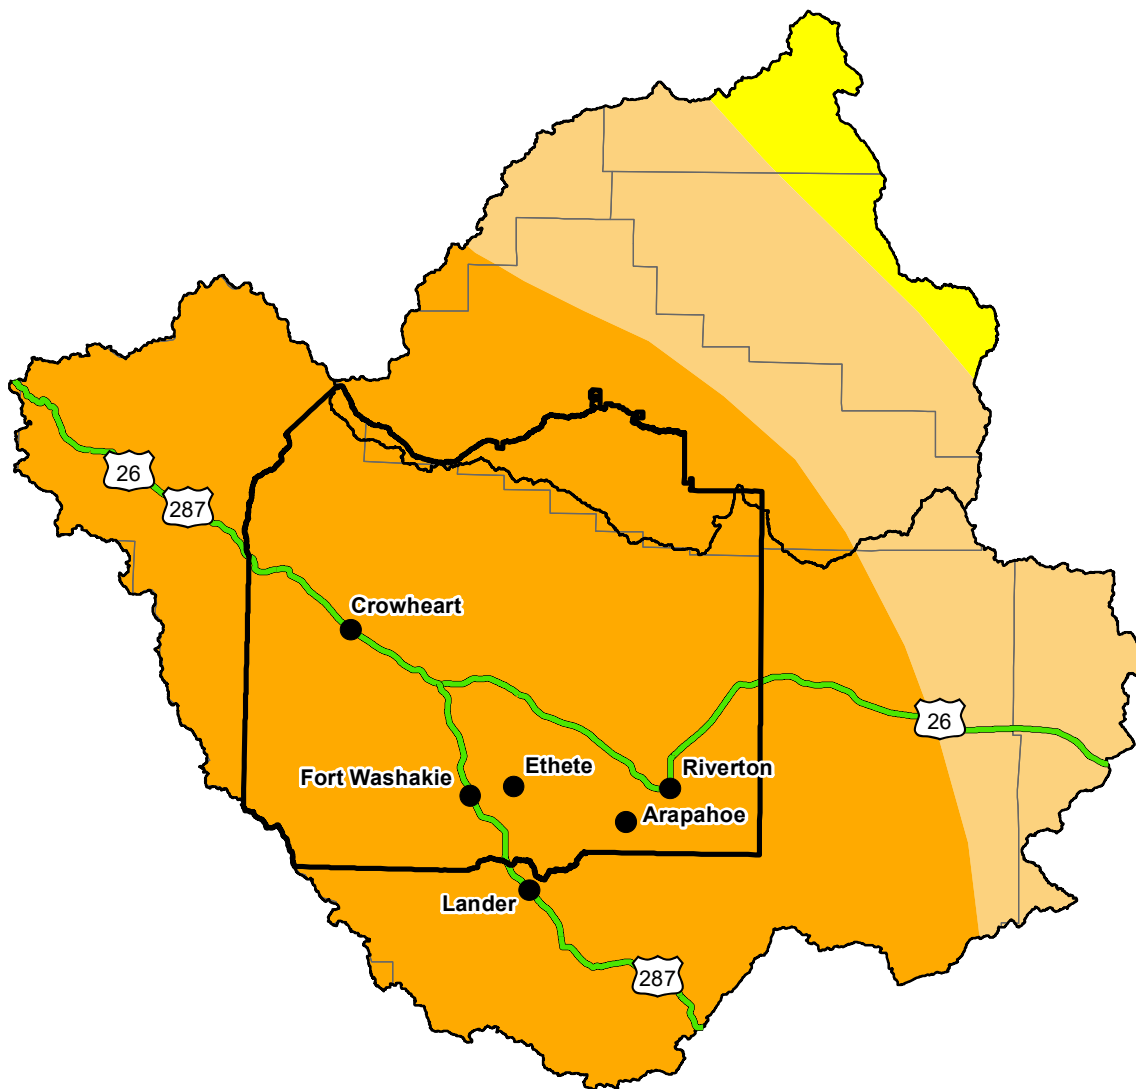 26
287
Crowheart
26
Ethete
Riverton
Fort Washakie
Arapahoe
Lander
287